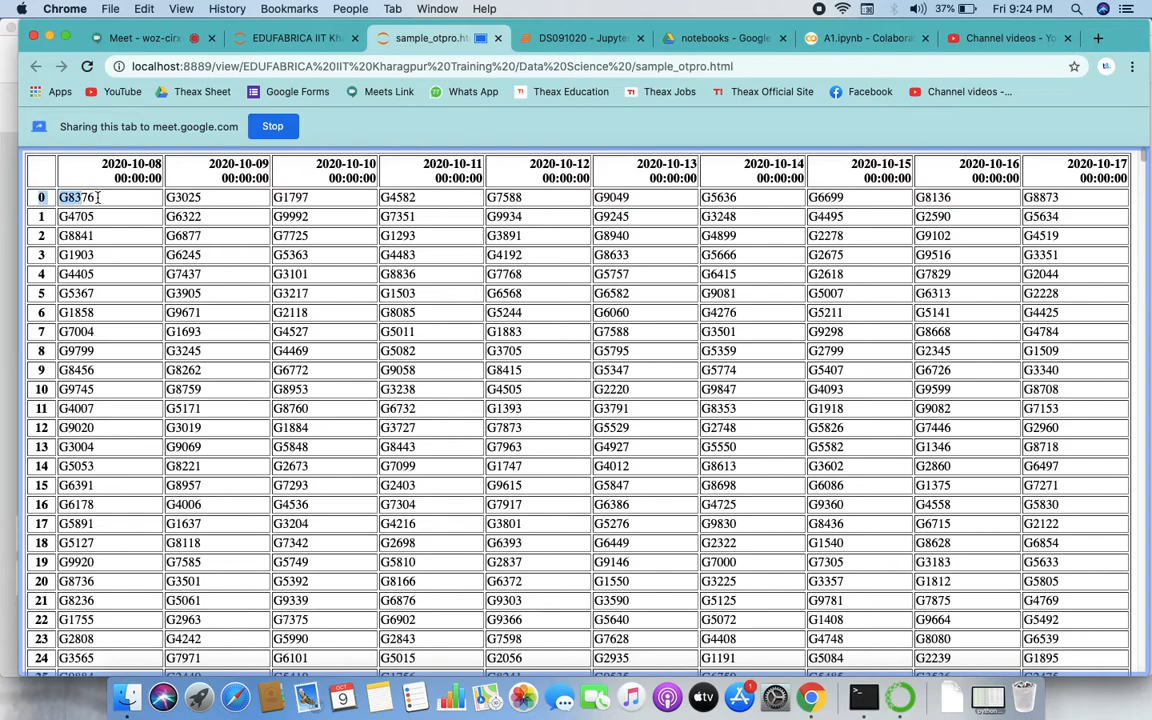 Chrome File Edit View History Bookmarks People Tab Window Help 37% Fri 9:24 PM
Meet - woz-cirx EDUFABRICA IIT Kha sample_otpro.ht DS091020 - Jupyter notebooks - Google A1.ipynb - Colabora Channel videos - Yo
localhost:8889/view/EDUFABRICA%20IIT%20Kharagpur%20Training%20/Data%20Science%20/sample_otpro.html
Apps YouTube Theax Sheet Google Forms Meets Link Whats App Theax Education Theax Jobs Theax Official Site Facebook Channel videos -...
Sharing this tab to meet.google.com Stop
2020-10-08 2020-10-09 2020-10-10 2020-10-11 2020-10-12 2020-10-13 2020-10-14 2020-10-15 2020-10-16 2020-10-17
00:00:00 00:00:00 00:00:00 00:00:00 00:00:00 00:00:00 00:00:00 00:00:00 00:00:00 00:00:00
0 G8376 G3025 G1797 G4582 G7588 G9049 G5636 G6699 G8136 G8873
1 G4705 G6322 G9992 G7351 G9934 G9245 G3248 G4495 G2590 G5634
2 G8841 G6877 G7725 G1293 G3891 G8940 G4899 G2278 G9102 G4519
3 G1903 G6245 G5363 G4483 G4192 G8633 G5666 G2675 G9516 G3351
4 G4405 G7437 G3101 G8836 G7768 G5757 G6415 G2618 G7829 G2044
5 G5367 G3905 G3217 G1503 G6568 G6582 G9081 G5007 G6313 G2228
6 G1858 G9671 G2118 G8085 G5244 G6060 G4276 G5211 G5141 G4425
7 G7004 G1693 G4527 G5011 G1883 G7588 G3501 G9298 G8668 G4784
8 G9799 G3245 G4469 G5082 G3705 G5795 G5359 G2799 G2345 G1509
9 G8456 G8262 G6772 G9058 G8415 G5347 G5774 G5407 G6726 G3340
10 G9745 G8759 G8953 G3238 G4505 G2220 G9847 G4093 G9599 G8708
11 G4007 G5171 G8760 G6732 G1393 G3791 G8353 G1918 G9082 G7153
12 G9020 G3019 G1884 G3727 G7873 G5529 G2748 G5826 G7446 G2960
13 G3004 G9069 G5848 G8443 G7963 G4927 G5550 G5582 G1346 G8718
14 G5053 G8221 G2673 G7099 G1747 G4012 G8613 G3602 G2860 G6497
15 G6391 G8957 G7293 G2403 G9615 G5847 G8698 G6086 G1375 G7271
16 G6178 G4006 G4536 G7304 G7917 G6386 G4725 G9360 G4558 G5830
17 G5891 G1637 G3204 G4216 G3801 G5276 G9830 G8436 G6715 G2122
18 G5127 G8118 G7342 G2698 G6393 G6449 G2322 G1540 G8628 G6854
19 G9920 G7585 G5749 G5810 G2837 G9146 G7000 G7305 G3183 G5633
20 G8736 G3501 G5392 G8166 G6372 G1550 G3225 G3357 G1812 G5805
21 G8236 G5061 G9339 G6876 G9303 G3590 G5125 G9781 G7875 G4769
22 G1755 G2963 G7375 G6902 G9366 G5640 G5072 G1408 G9664 G5492
23 G2808 G4242 G5990 G2843 G7598 G7628 G4408 G4748 G8080 G6539
24 G3565 G7971 G6101 G5015 G2056 G2935 G1191 G5084 G2239 G1895